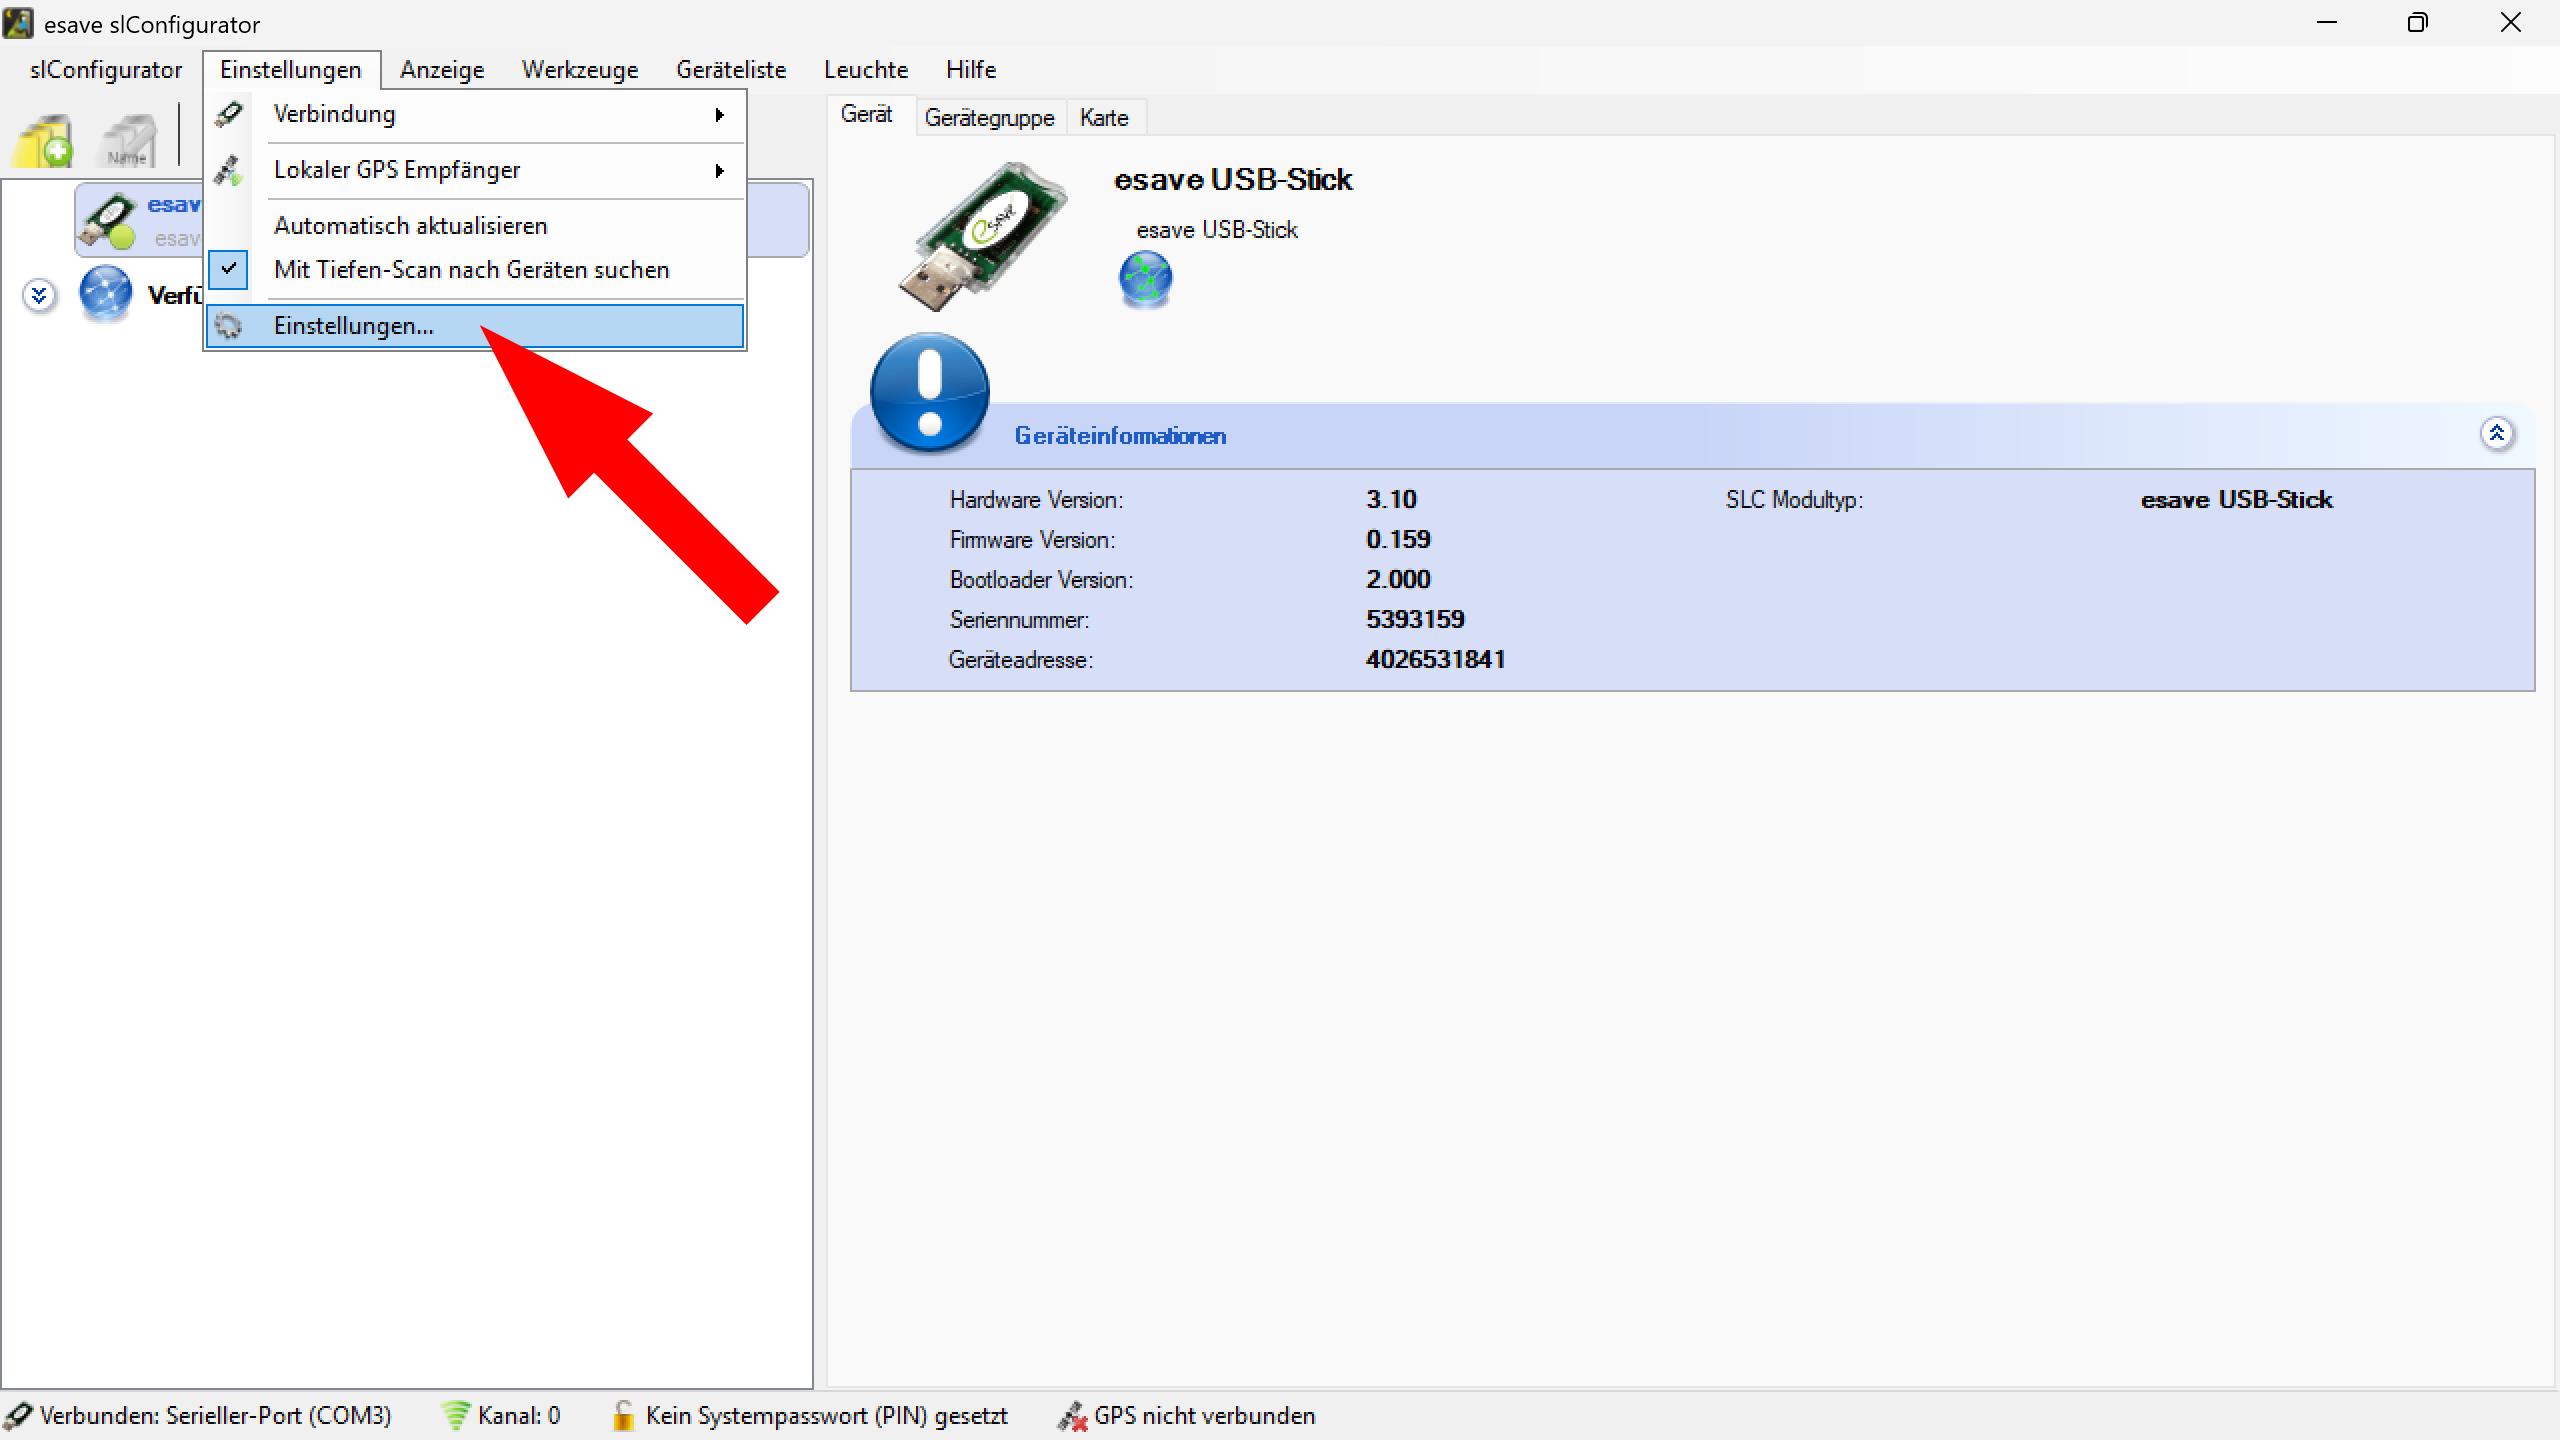 esave slConfigurator
slConfigurator Einstellungen Anzeige Werkzeuge Geräteliste Leuchte Hilfe
Name
Verbindung
Lokaler GPS Empfänger
Automatisch aktualisieren
Mit Tiefen-Scan nach Geräten suchen
Einstellungen...
esav
esav
Verfü
Gerät Gerätegruppe Karte
esave
esave USB-Stick
esave USB-Stick
Geräteinformationen
Hardware Version: 3.10 SLC Modultyp: esave USB-Stick
Firmware Version: 0.159
Bootloader Version: 2.000
Seriennummer: 5393159
Geräteadresse: 4026531841
Verbunden: Serieller-Port (COM3) Kanal: 0 Kein Systempasswort (PIN) gesetzt GPS nicht verbunden